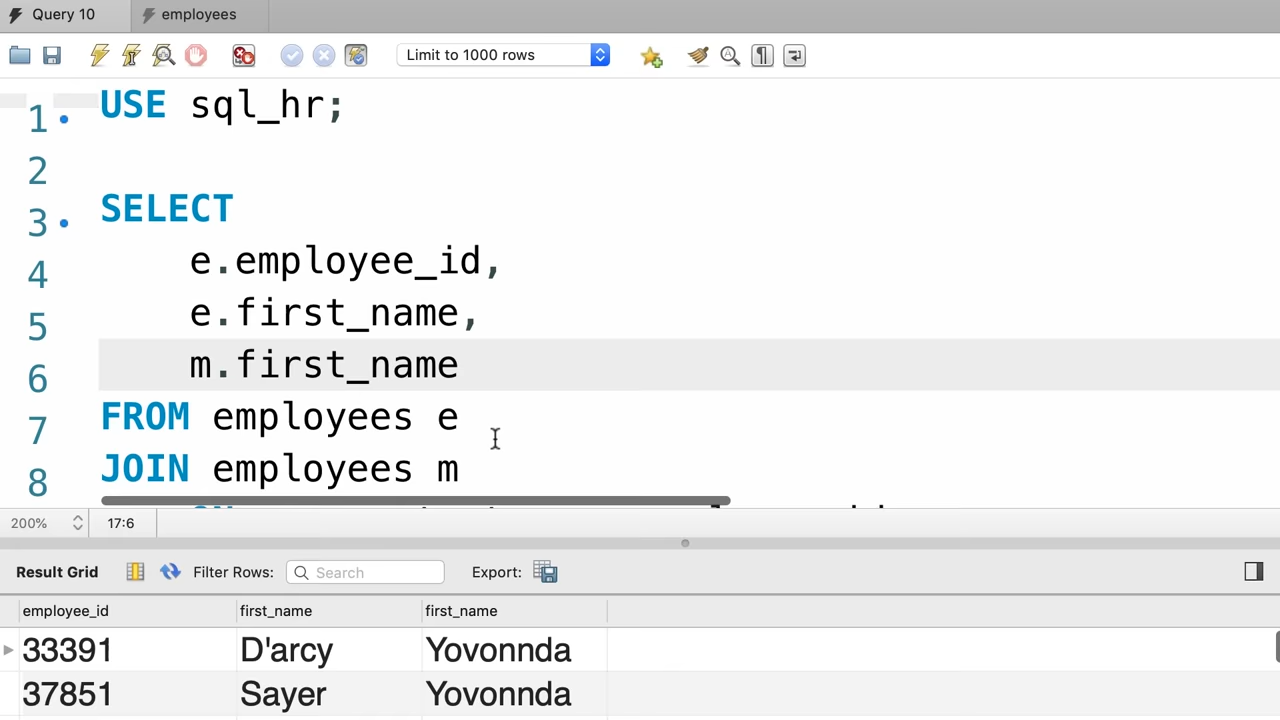 Query 10
employees
Limit to 1000 rows
1 USE sql_hr;
2
3 SELECT
4 e.employee_id,
5 e.first_name,
6 m.first_name
7 FROM employees e
8 JOIN employees m
200%
17:6
Result Grid
Filter Rows:
Search
Export:
employee_id first_name first_name
33391 D'arcy Yovonnda
37851 Sayer Yovonnda